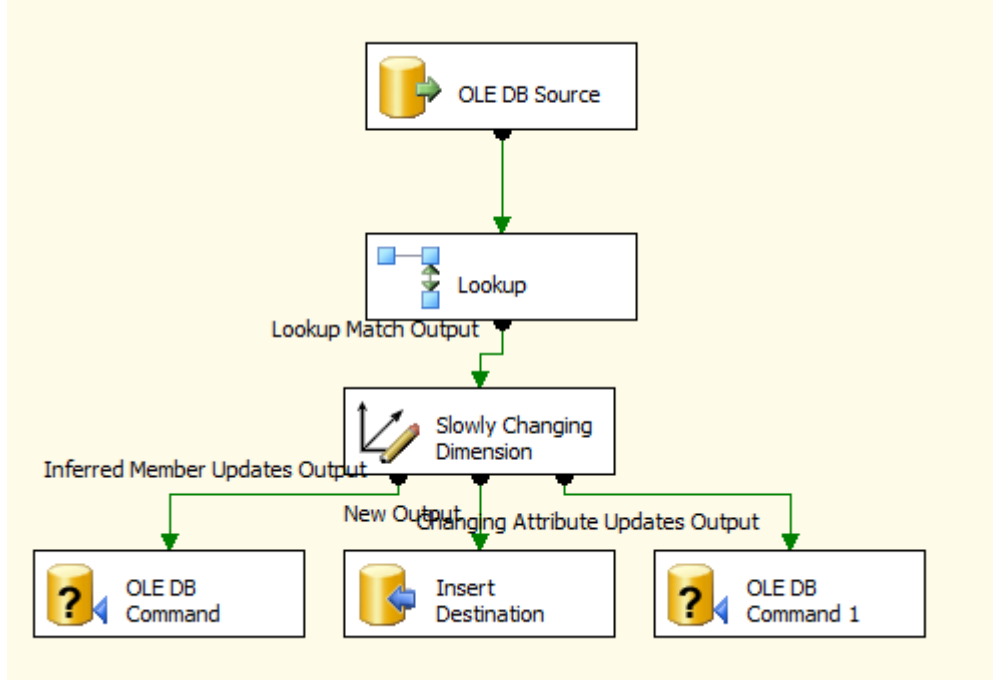 OLE DB Source
Lookup
Lookup Match Output
Slowly Changing
Dimension
Inferred Member Updates Output
New Output
Changing Attribute Updates Output
OLE DB
Command
Insert
Destination
OLE DB
Command 1
? 
?